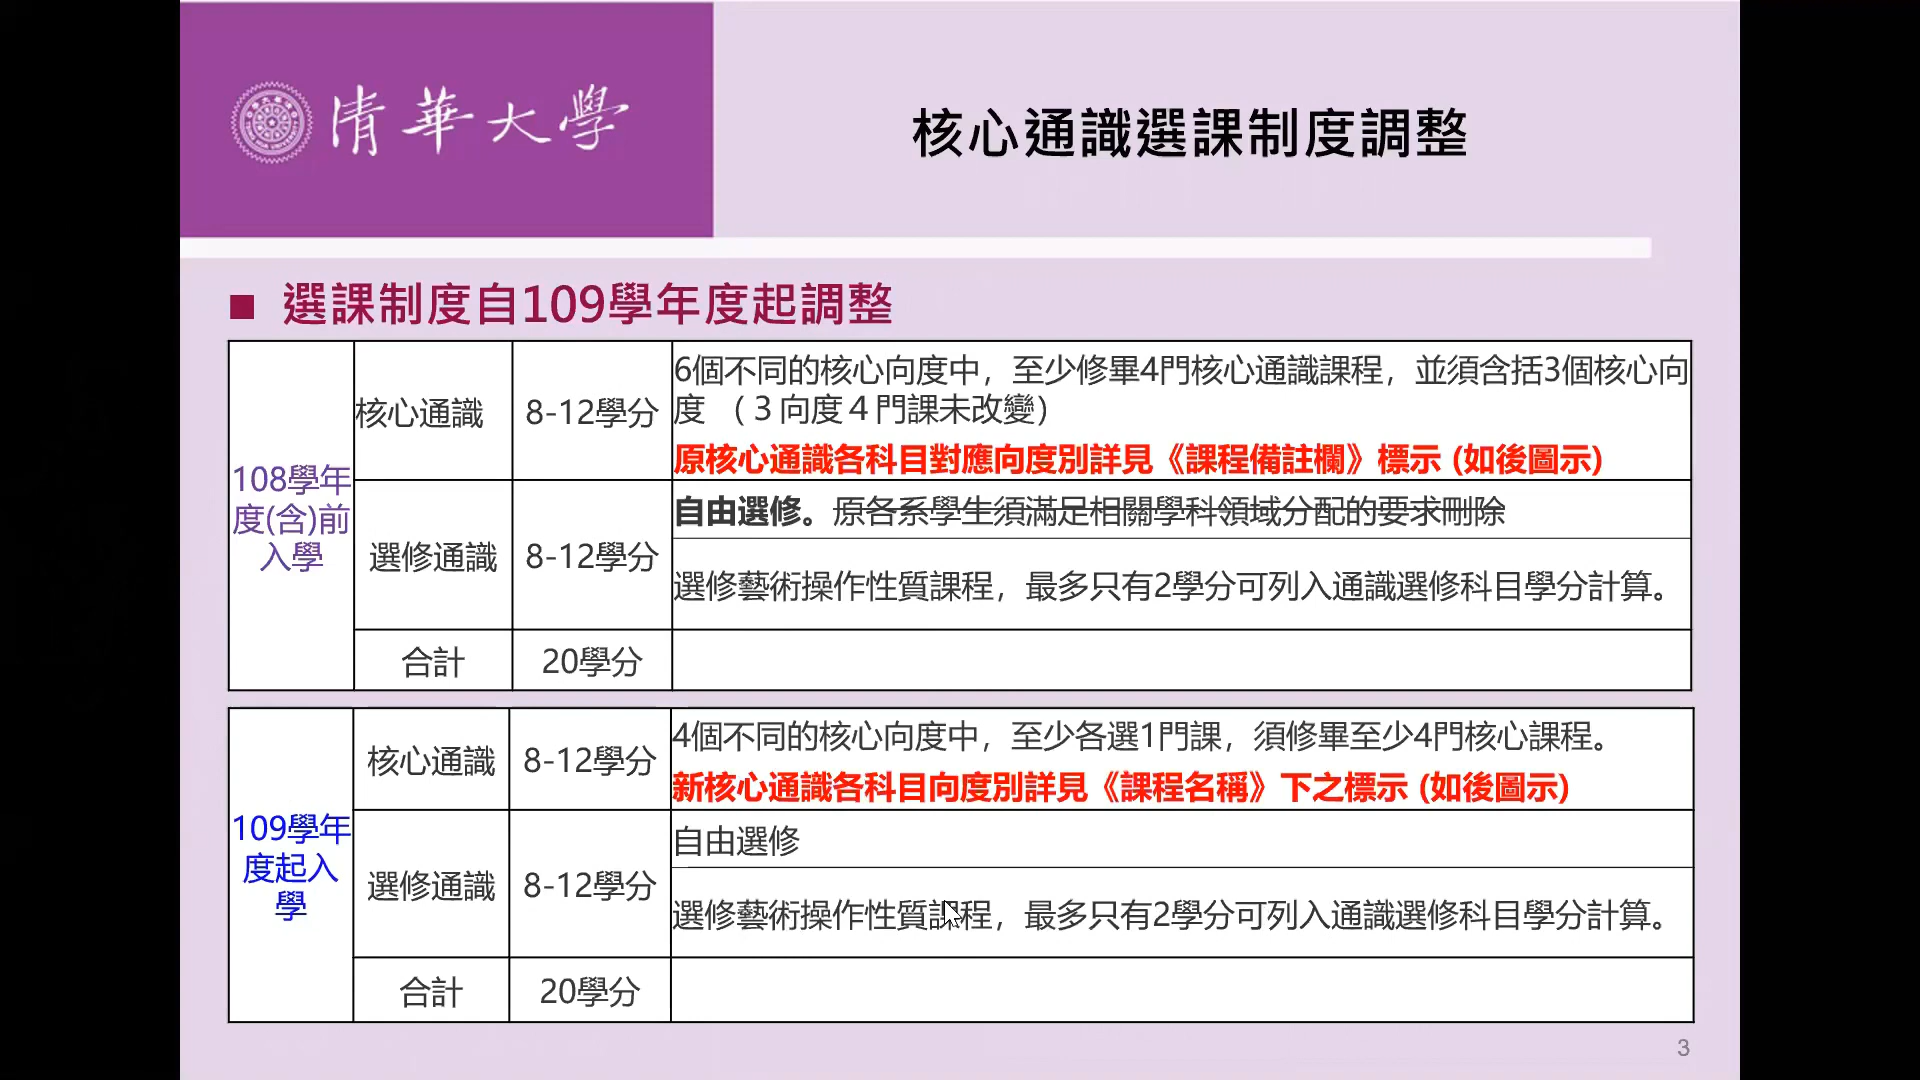 清華大學
核心通識選課制度調整
■ 選課制度自109學年度起調整
108學年
度(含)前
入學
核心通識
8-12學分
6個不同的核心向度中，至少修畢4門核心通識課程，並須含括3個核心向
度 （３向度４門課未改變）
原核心通識各科目對應向度別詳見《課程備註欄》標示 (如後圖示)
選修通識
8-12學分
自由選修。原各系學生須滿足相關學科領域分配的要求刪除
選修藝術操作性質課程，最多只有2學分可列入通識選修科目學分計算。
合計
20學分
109學年
度起入
學
核心通識
8-12學分
4個不同的核心向度中，至少各選1門課，須修畢至少4門核心課程。
新核心通識各科目向度別詳見《課程名稱》下之標示 (如後圖示)
選修通識
8-12學分
自由選修
選修藝術操作性質課程，最多只有2學分可列入通識選修科目學分計算。
合計
20學分
3